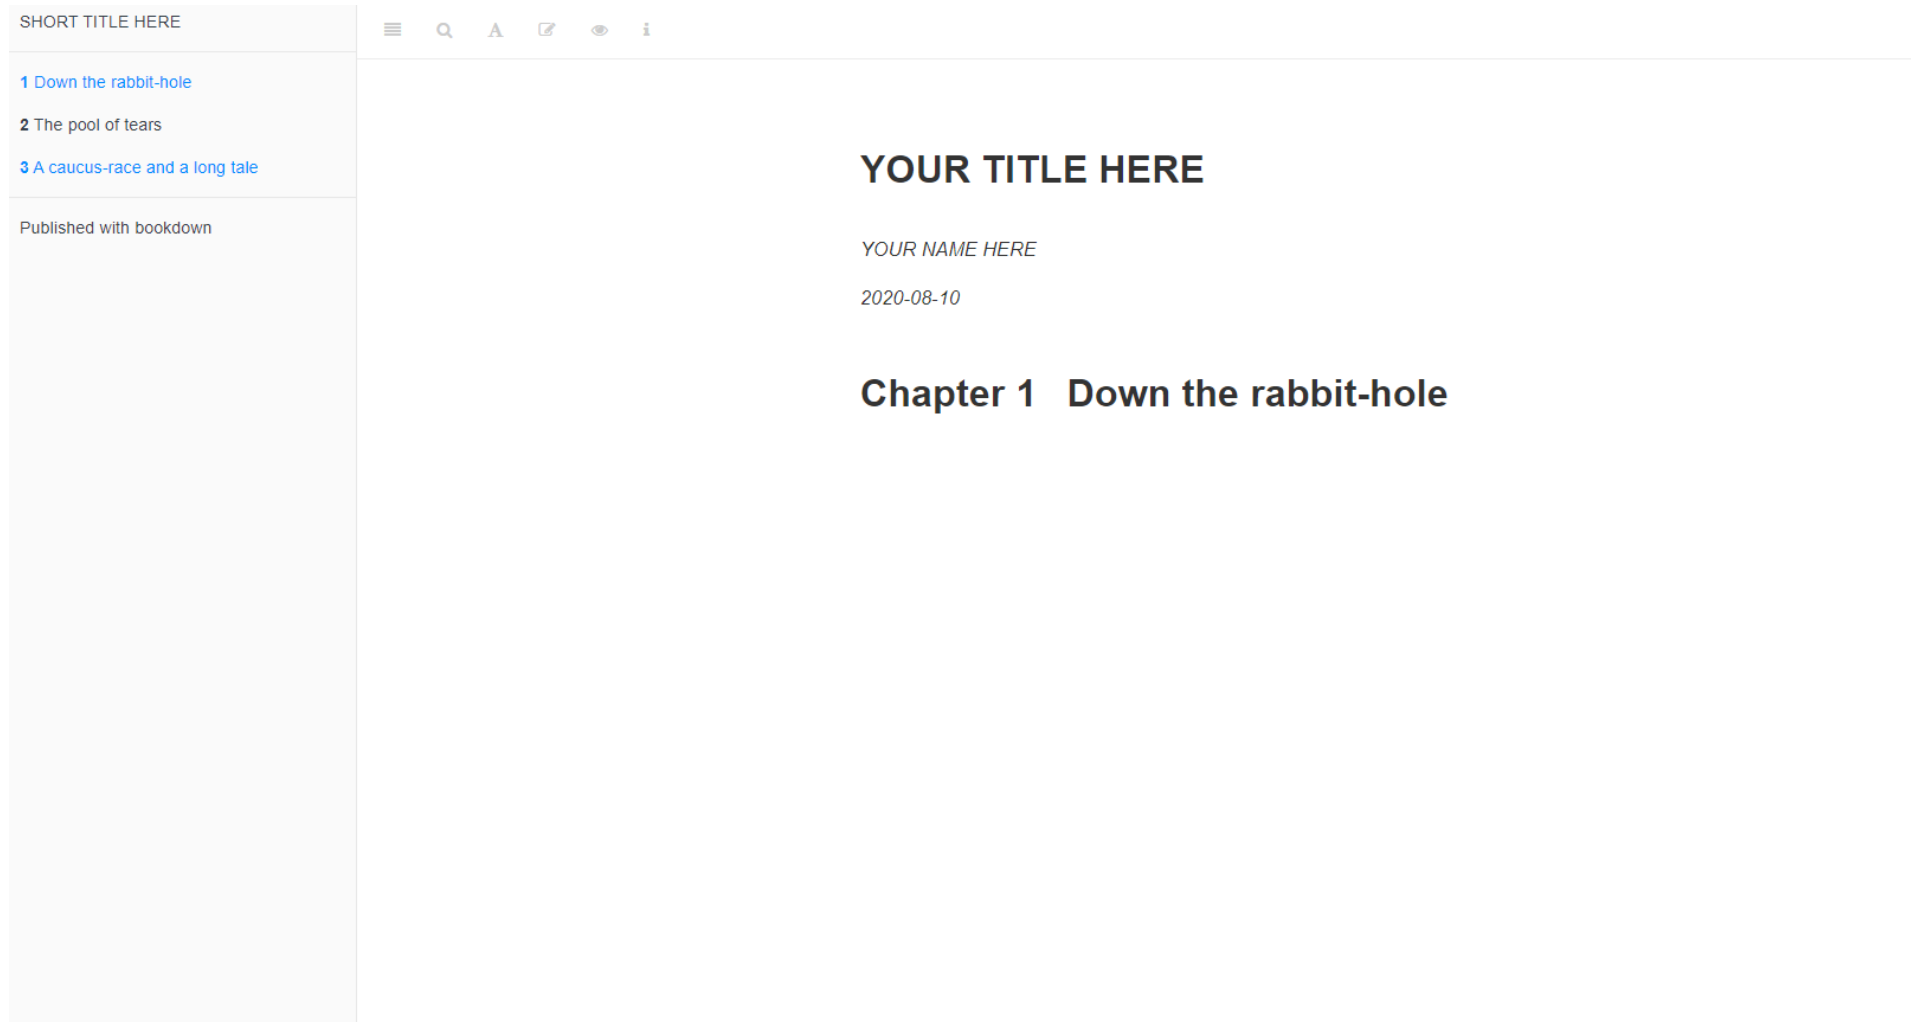 SHORT TITLE HERE
1 Down the rabbit-hole
2 The pool of tears
3 A caucus-race and a long tale
Published with bookdown
YOUR TITLE HERE
YOUR NAME HERE
2020-08-10
Chapter 1 Down the rabbit-hole